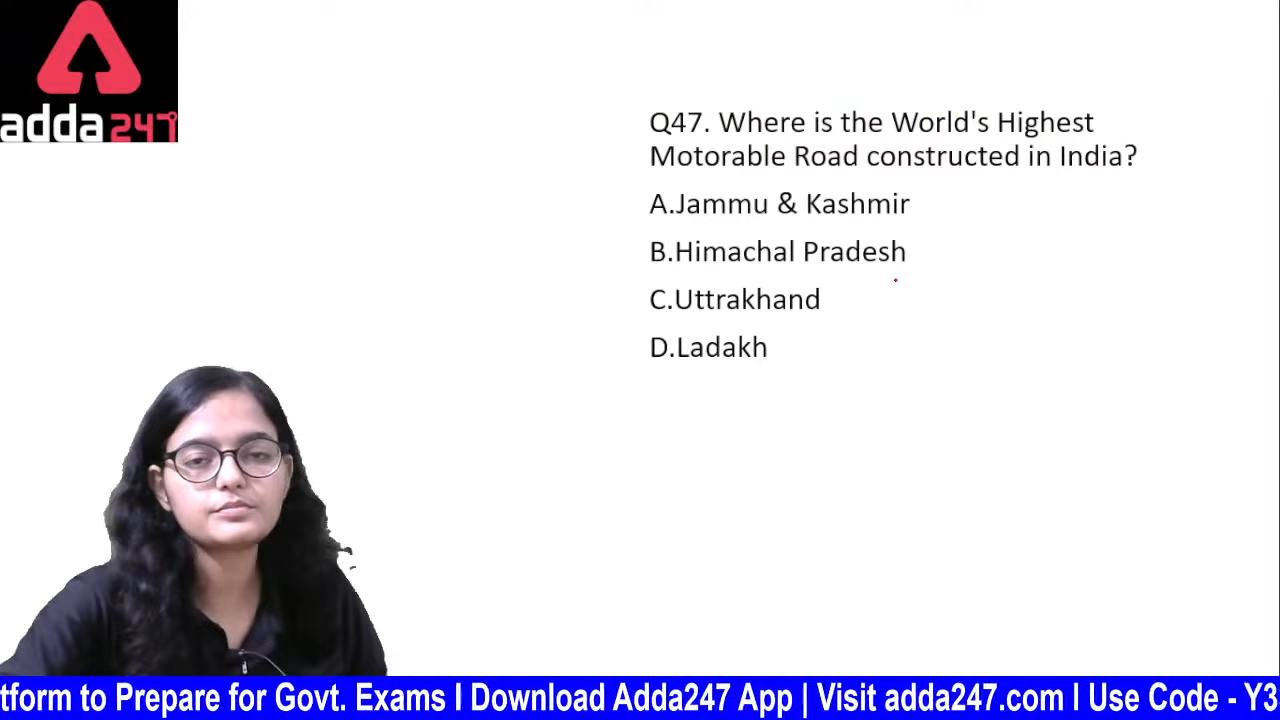 adda247
Q47. Where is the World's Highest
Motorable Road constructed in India?
A.Jammu & Kashmir
B.Himachal Pradesh
C.Uttrakhand
D.Ladakh
tform to Prepare for Govt. Exams I Download Adda247 App | Visit adda247.com I Use Code - Y3